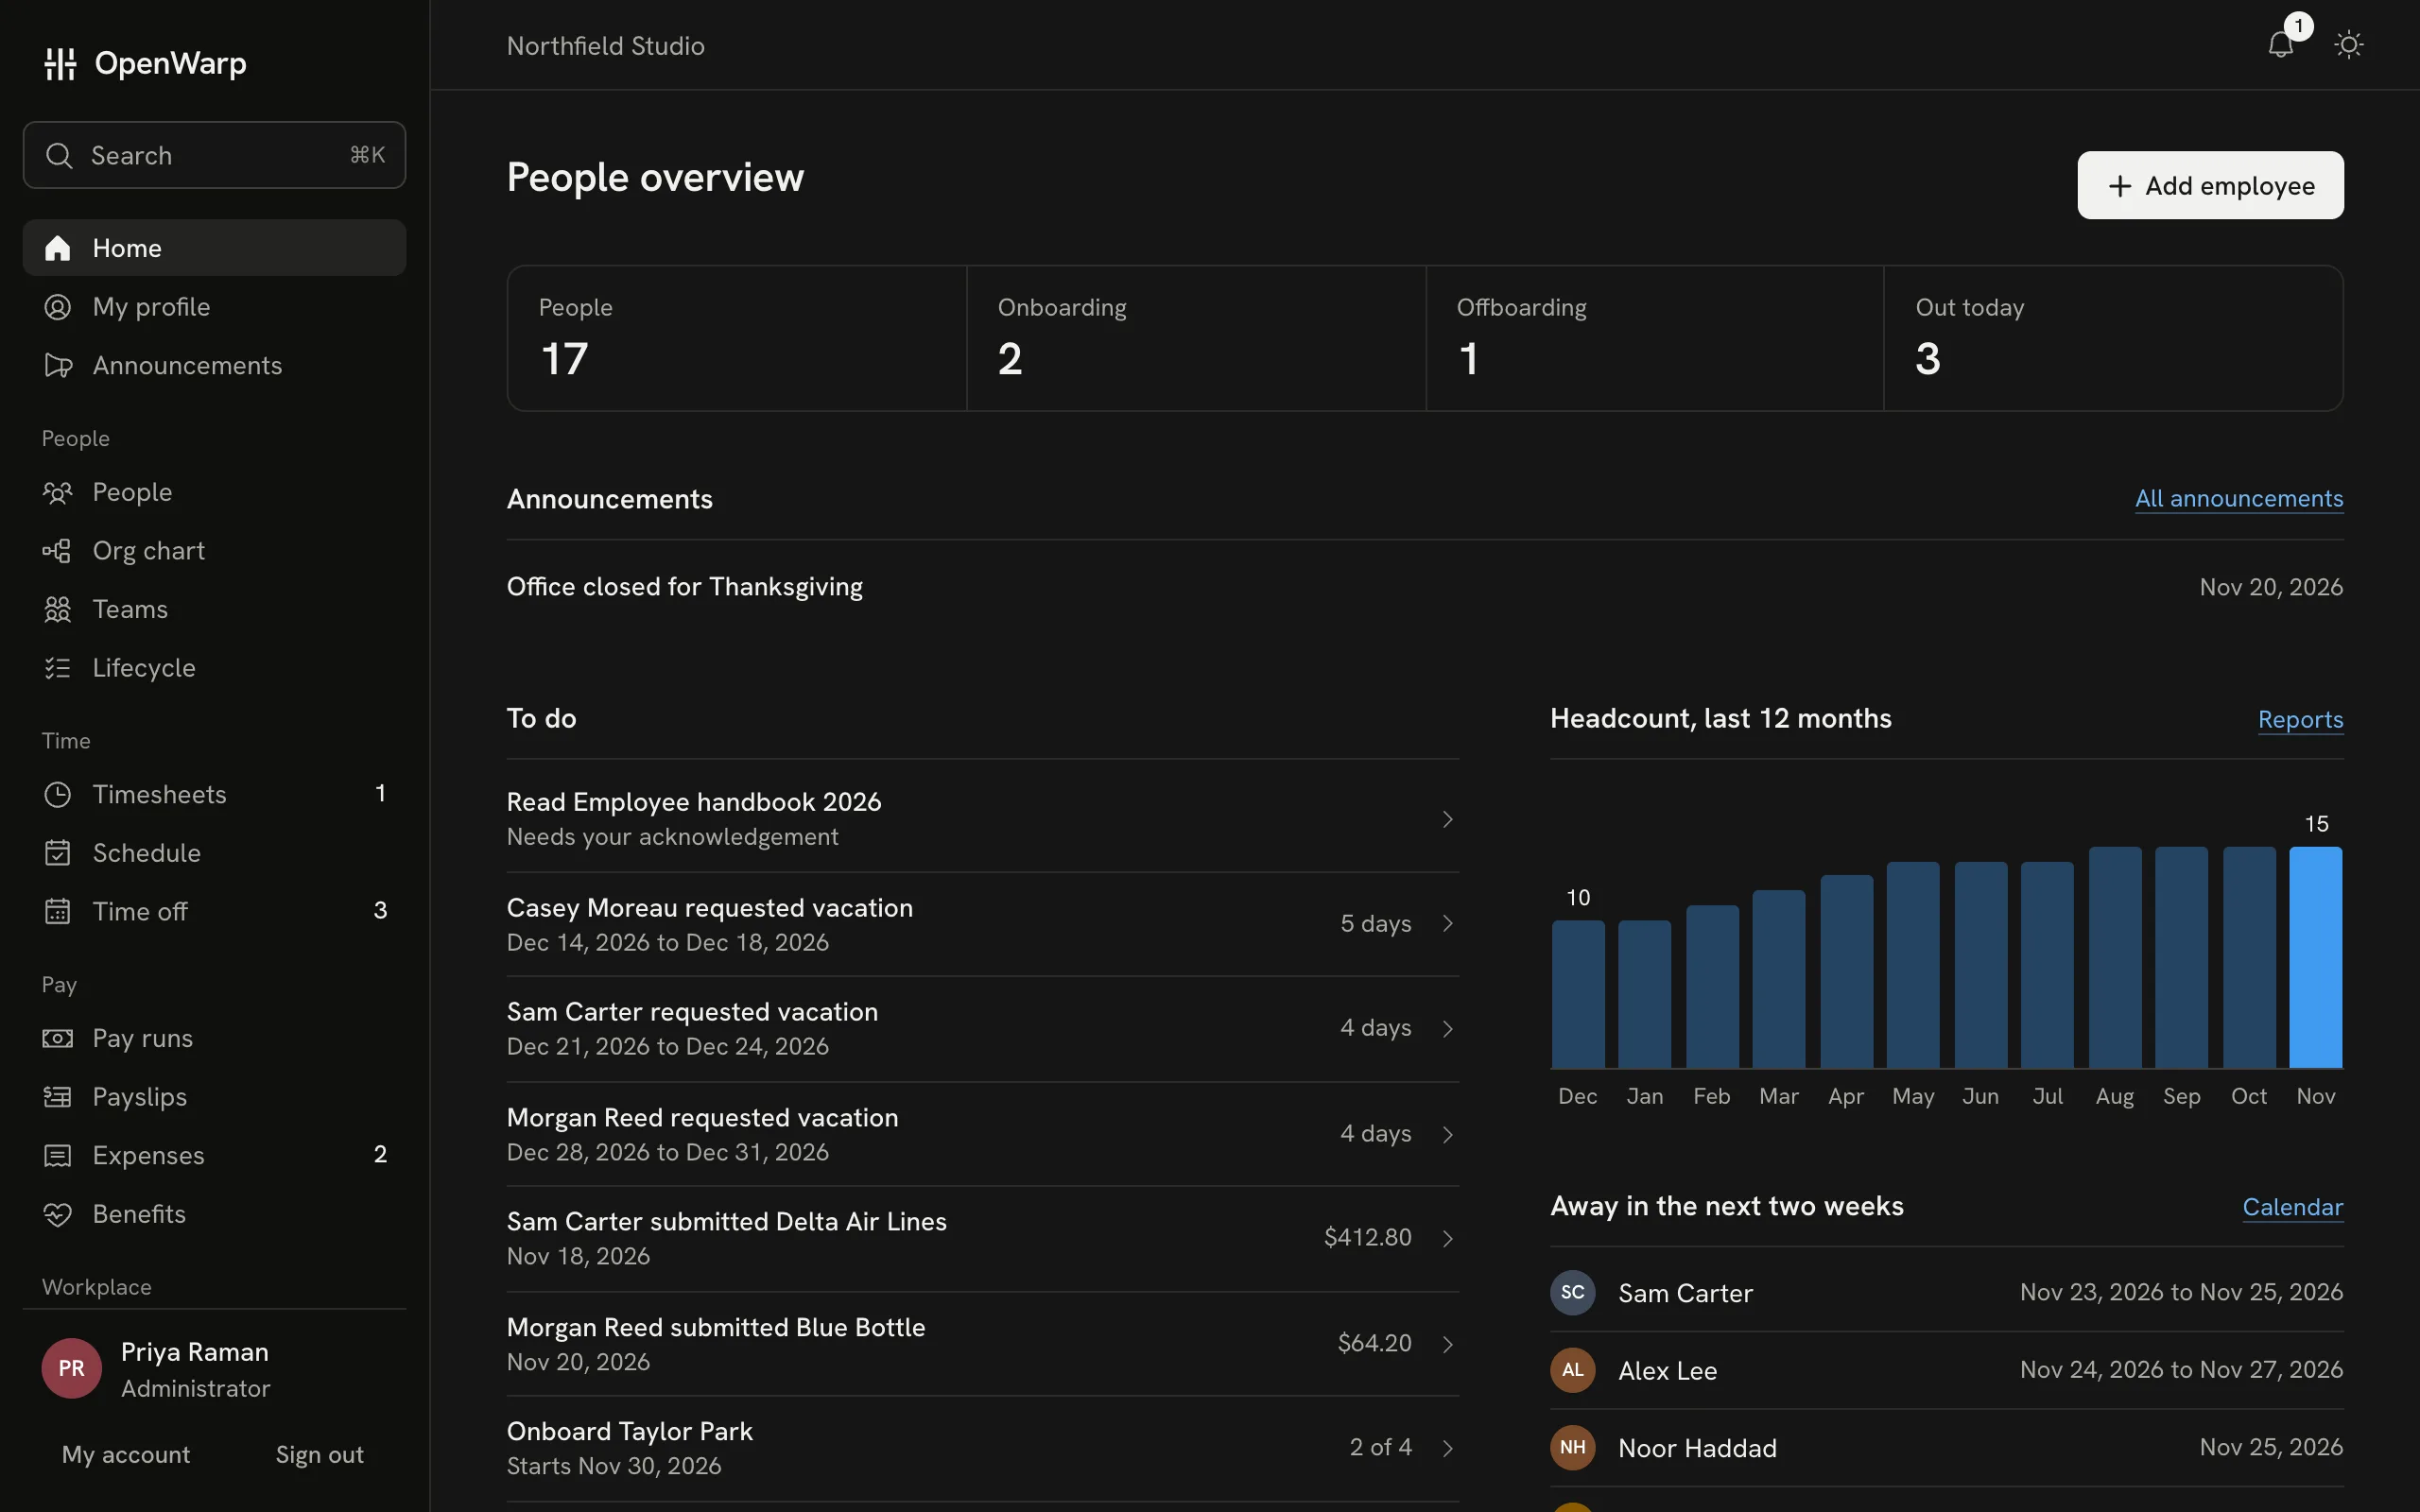 OpenWarp
Search ⌘K
Home
My profile
Announcements
People
People
Org chart
Teams
Lifecycle
Time
Timesheets 1
Schedule
Time off 3
Pay
Pay runs
Payslips
Expenses 2
Benefits
Workplace
PR
Priya Raman
Administrator
My account Sign out
Northfield Studio
1
People overview
Add employee
People
17
Onboarding
2
Offboarding
1
Out today
3
Announcements All announcements
Office closed for Thanksgiving Nov 20, 2026
To do
Read Employee handbook 2026
Needs your acknowledgement
Casey Moreau requested vacation
Dec 14, 2026 to Dec 18, 2026
5 days
Sam Carter requested vacation
Dec 21, 2026 to Dec 24, 2026
4 days
Morgan Reed requested vacation
Dec 28, 2026 to Dec 31, 2026
4 days
Sam Carter submitted Delta Air Lines
Nov 18, 2026
$412.80
Morgan Reed submitted Blue Bottle
Nov 20, 2026
$64.20
Onboard Taylor Park
Starts Nov 30, 2026
2 of 4
Headcount, last 12 months Reports
10
15
Dec Jan Feb Mar Apr May Jun Jul Aug Sep Oct Nov
Away in the next two weeks Calendar
SC Sam Carter Nov 23, 2026 to Nov 25, 2026
AL Alex Lee Nov 24, 2026 to Nov 27, 2026
NH Noor Haddad Nov 25, 2026